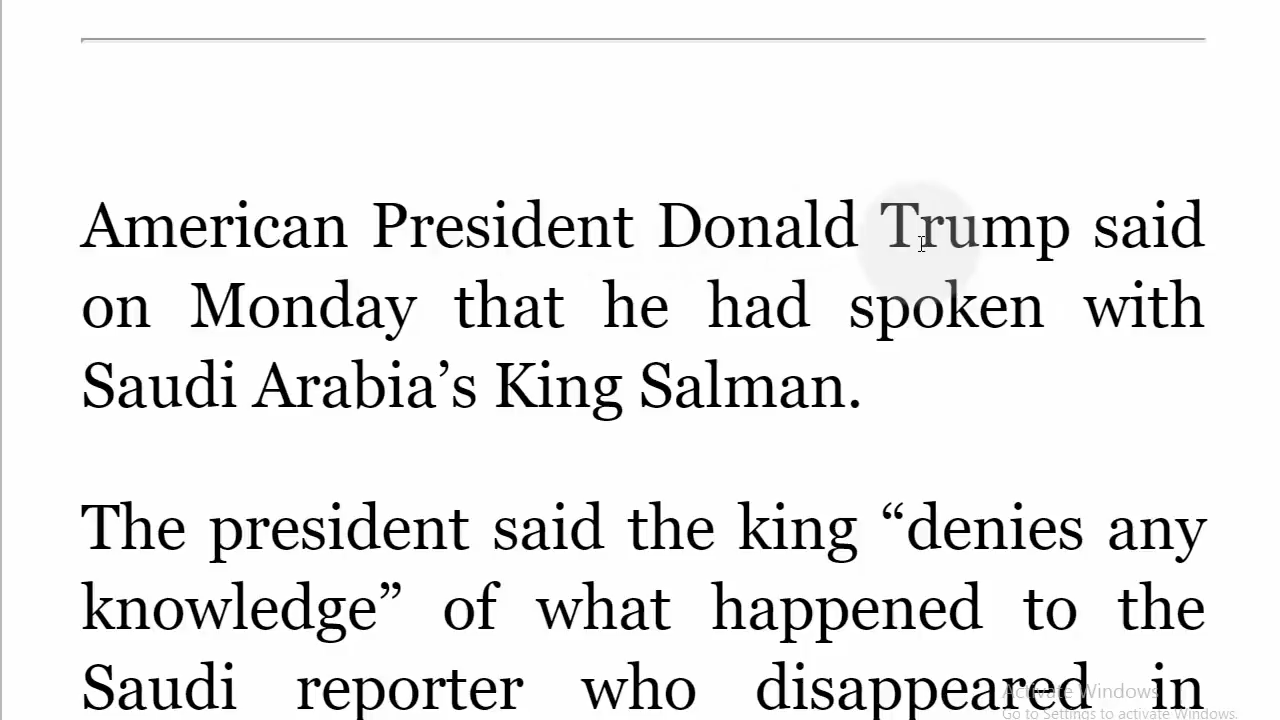 American President Donald Trump said
on Monday that he had spoken with
Saudi Arabia’s King Salman.
The president said the king “denies any
knowledge” of what happened to the
Saudi reporter who disappeared in
Activate Windows
Go to Settings to activate Windows.